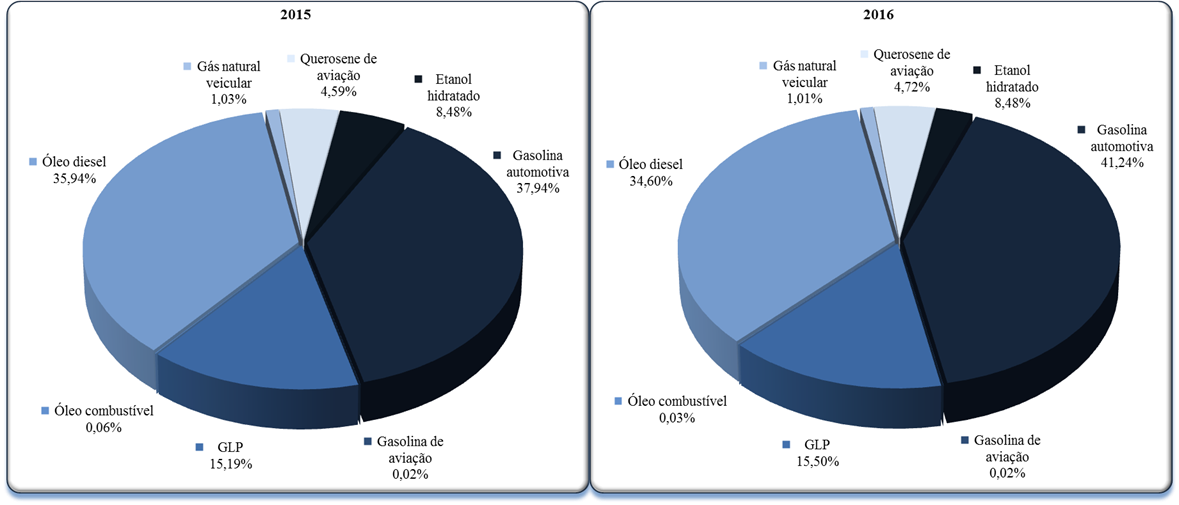 2015
Gás natural
veicular
1,03%
Querosene de
aviação
4,59%
Etanol
hidratado
8,48%
Gasolina
automotiva
37,94%
Óleo diesel
35,94%
Óleo combustível
0,06%
GLP
15,19%
Gasolina de
aviação
0,02%
2016
Gás natural
veicular
1,01%
Querosene de
aviação
4,72%
Etanol
hidratado
8,48%
Gasolina
automotiva
41,24%
Óleo diesel
34,60%
Óleo combustível
0,03%
GLP
15,50%
Gasolina de
aviação
0,02%